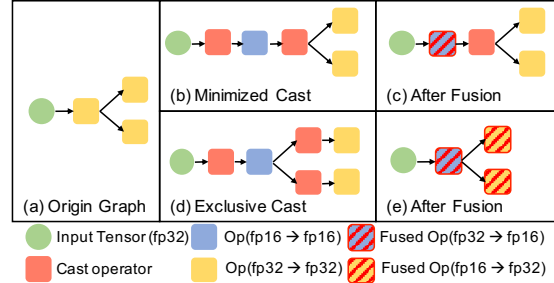 (b) Minimized Cast
(c) After Fusion
(a) Origin Graph
(d) Exclusive Cast
(e) After Fusion
Input Tensor(fp32)
Op(fp16 → fp16)
Fused Op(fp32 → fp16)
Cast operator
Op(fp32 → fp32)
Fused Op(fp16 → fp32)